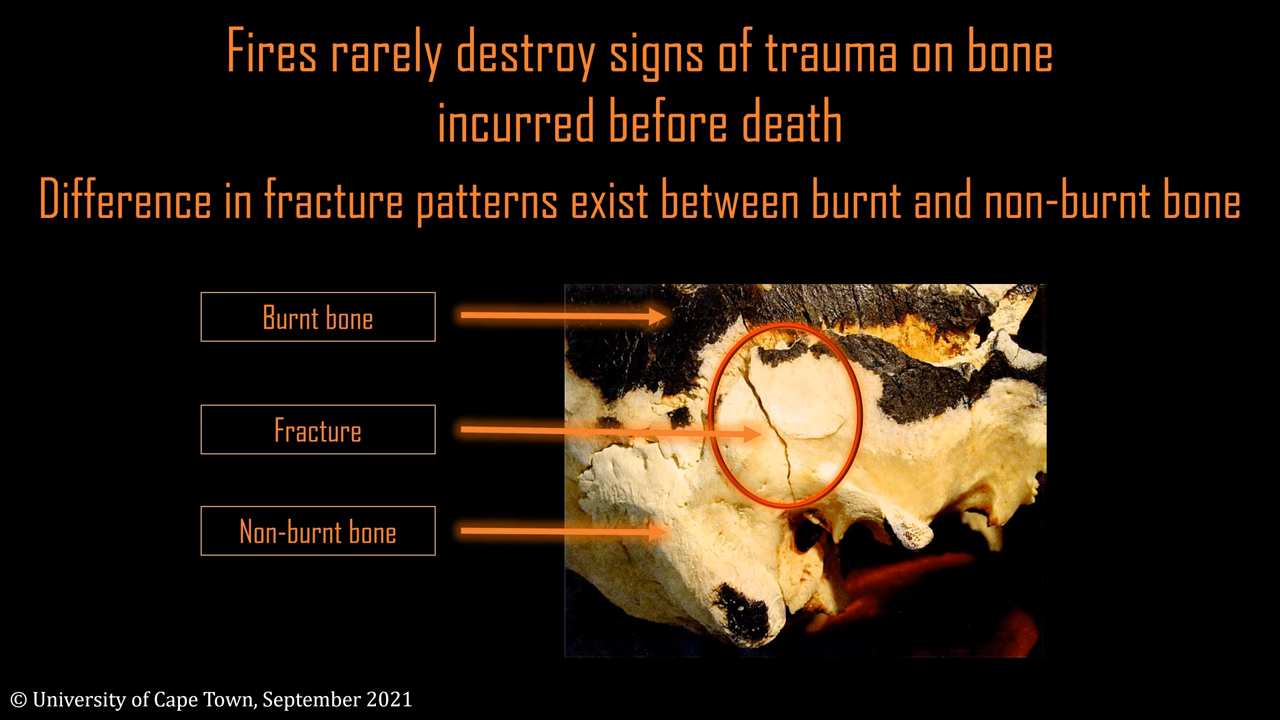 Fires rarely destroy signs of trauma on bone
incurred before death
Difference in fracture patterns exist between burnt and non-burnt bone
Burnt bone
Fracture
Non-burnt bone
© University of Cape Town, September 2021